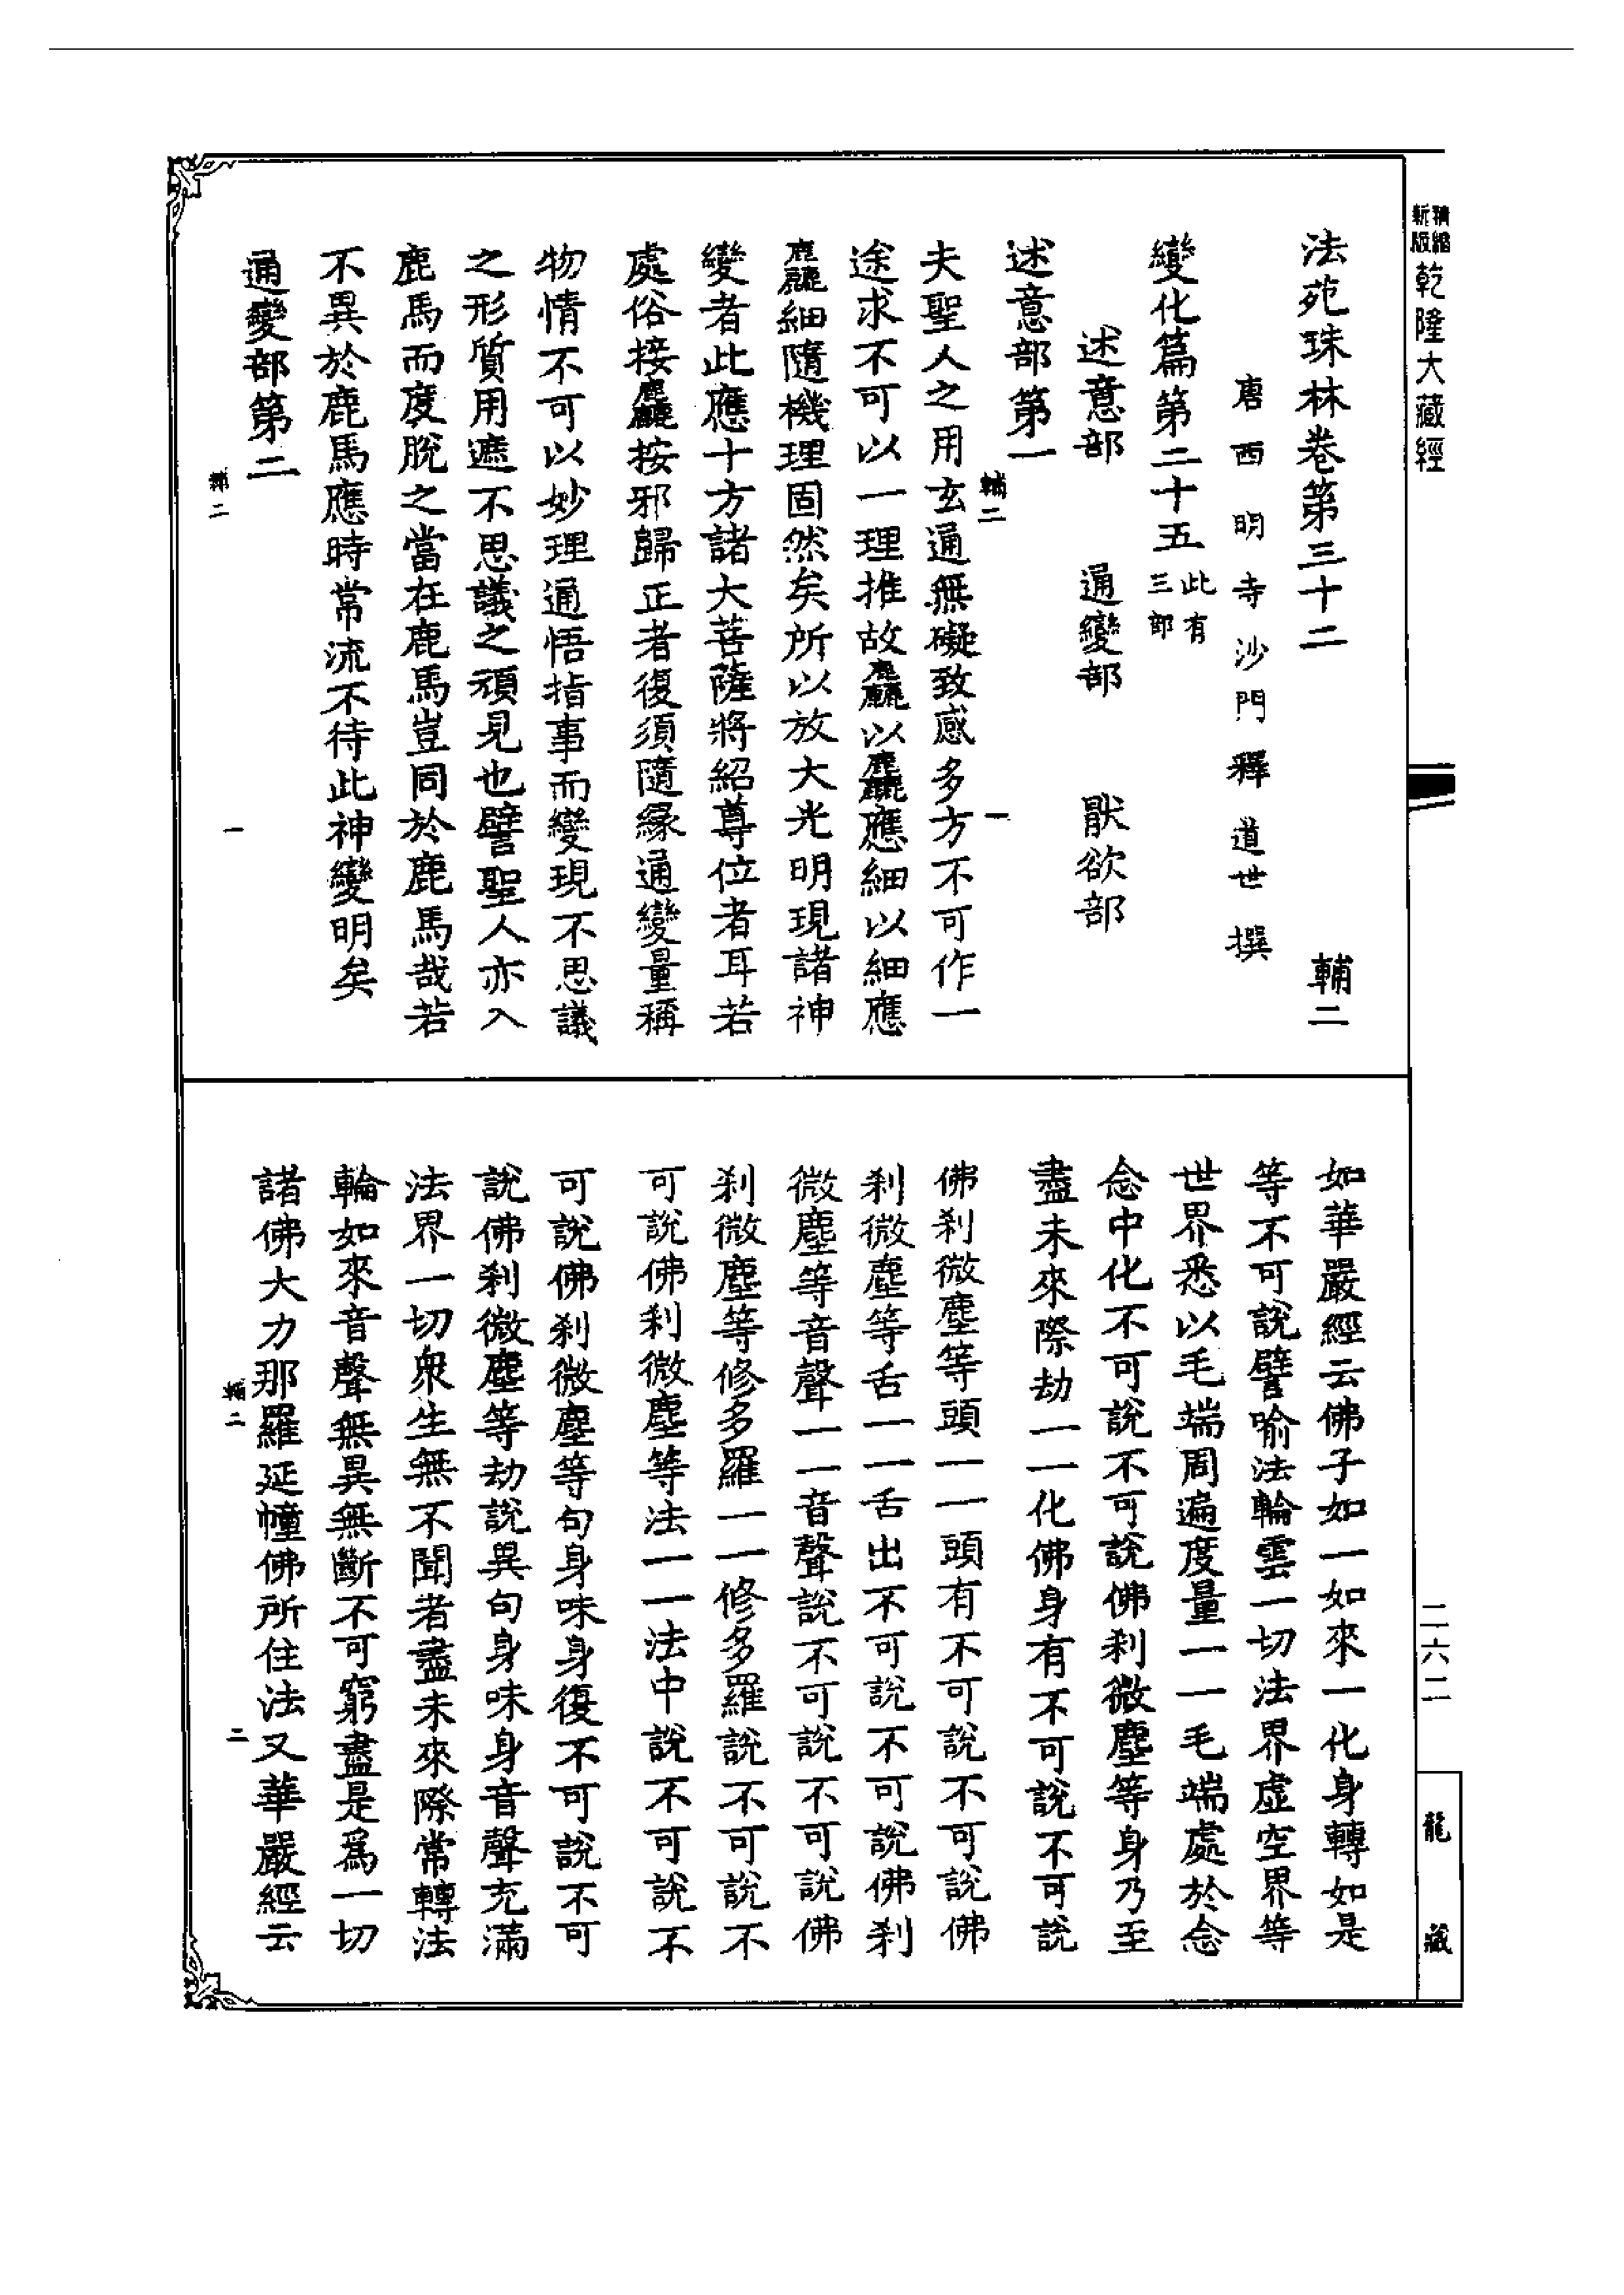 精縮新版乾隆大藏經
法苑珠林卷第三十二 輔二
唐西明寺沙門釋道世撰
變化篇第二十五此有三部
述意部 通變部 厭欲部
述意部第一
輔二 一
夫聖人之用玄通無礙致感多方不可作一
途求不可以一理推故麤以麤應細以細應
麤細隨機理固然矣所以放大光明現諸神
變者此應十方諸大菩薩將紹尊位者耳若
處俗接麤按邪歸正者復須隨緣通變量稱
物情不可以妙理通悟指事而變現不思議
之形質用遮不思議之頑見也譬聖人亦入
鹿馬而度脫之當在鹿馬豈同於鹿馬哉若
不異於鹿馬應時常流不待此神變明矣
通變部第二
輔二 一
二六二
龍藏
如華嚴經云佛子如一如來一化身轉如是
等不可說譬喻法輪雲一切法界虛空界等
世界悉以毛端周遍度量一一毛端處於念
念中化不可說不可說佛剎微塵等身乃至
盡未來際劫一一化佛身有不可說不可說
佛剎微塵等頭一一頭有不可說不可說佛
剎微塵等舌一一舌出不可說不可說佛剎
微塵等音聲一一音聲說不可說不可說佛
剎微塵等修多羅一一修多羅說不可說不
可說佛剎微塵等法一一法中說不可說不
可說佛剎微塵等句身味身復不可說不可
說佛剎微塵等劫說異句身味身音聲充滿
法界一切眾生無不聞者盡未來際常轉法
輪如來音聲無異無斷不可窮盡是為一切
諸佛大力那羅延幢佛所住法又華嚴經云
輔二 二